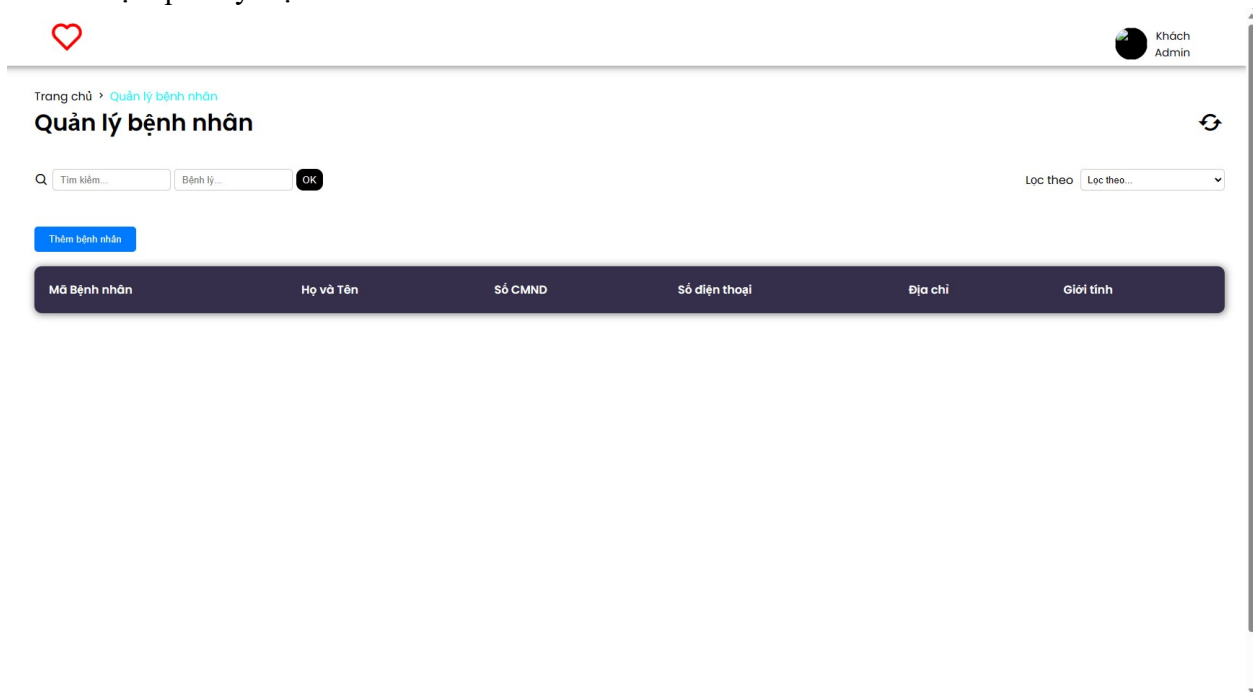 Khách
Admin
Trang chủ > Quản lý bệnh nhân
Quản lý bệnh nhân
Tìm kiếm... Bệnh lý... OK Lọc theo Lọc theo...
Thêm bệnh nhân
Mã Bệnh nhân Họ và Tên Số CMND Số điện thoại Địa chỉ Giới tính